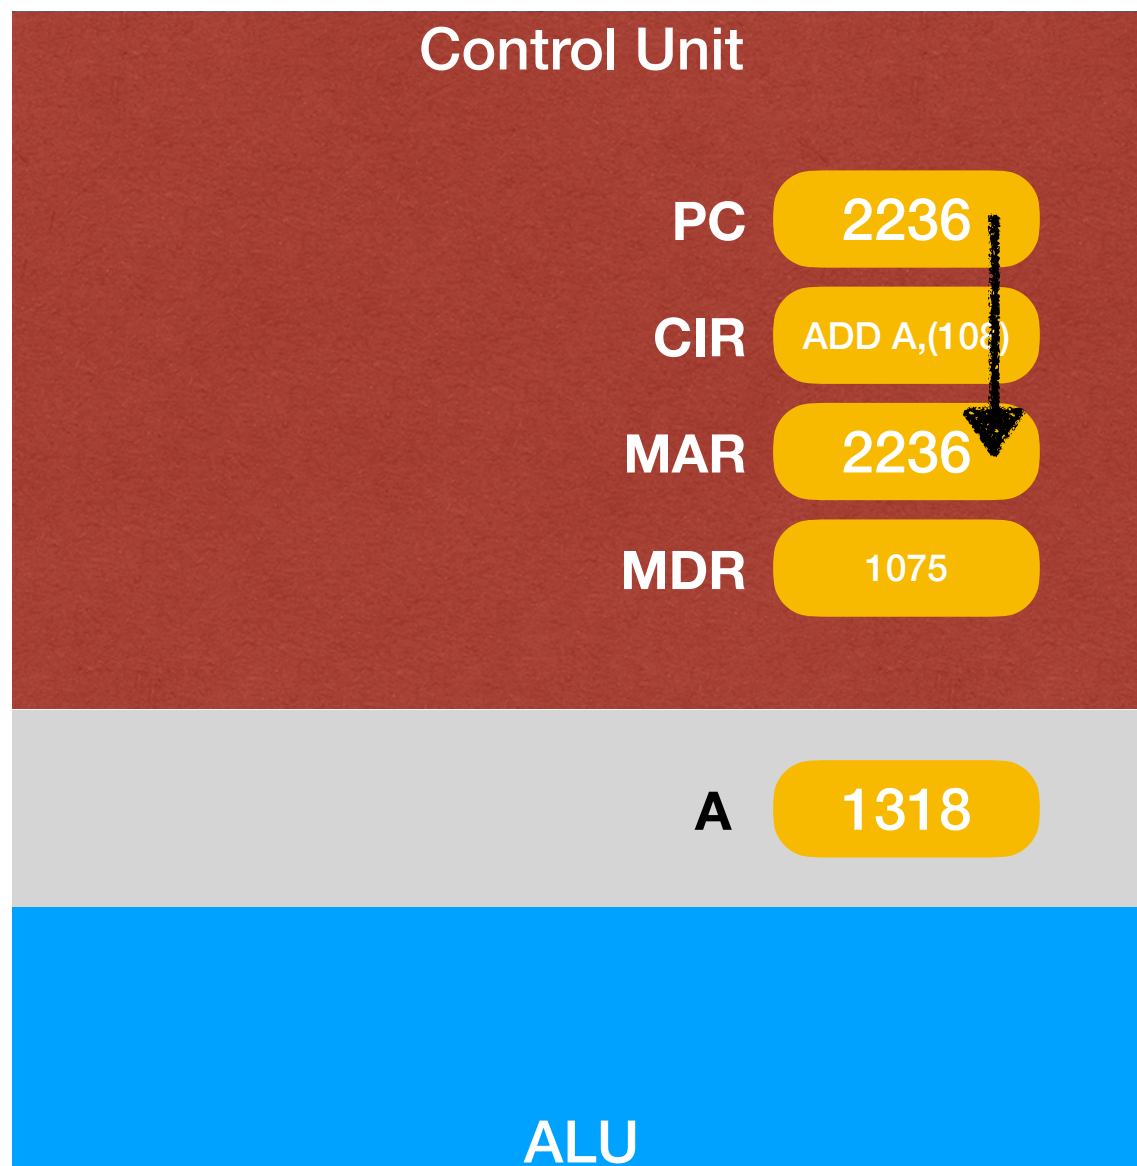 Control Unit
PC 2236
CIR ADD A,(108)
MAR 2236
MDR 1075
A 1318
ALU